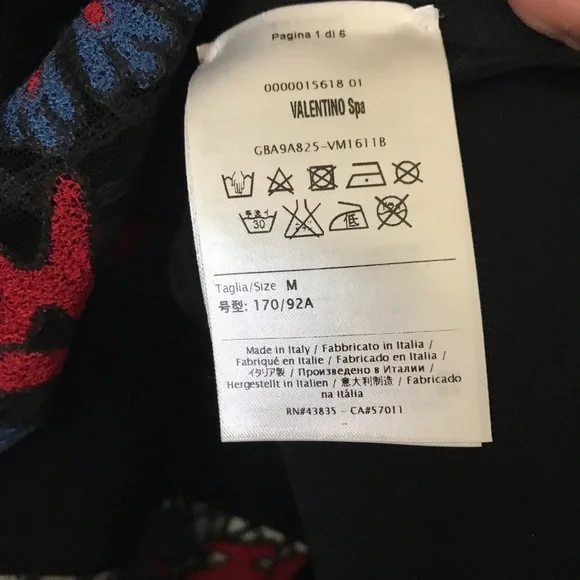 Pagina 1 di 6
0000015618 01
VALENTINO Spa
GBA9A825-VM1611B
30
低
Taglia/Size M
号型: 170/92A
Made in Italy / Fabbricato in Italia /
Fabriqué en Italie / Fabricado en Italia /
イタリア製 / Произведено в Италии /
Hergestellt in Italien / 意大利制造 / Fabricado
na Itália
RN#43835 - CA#57011